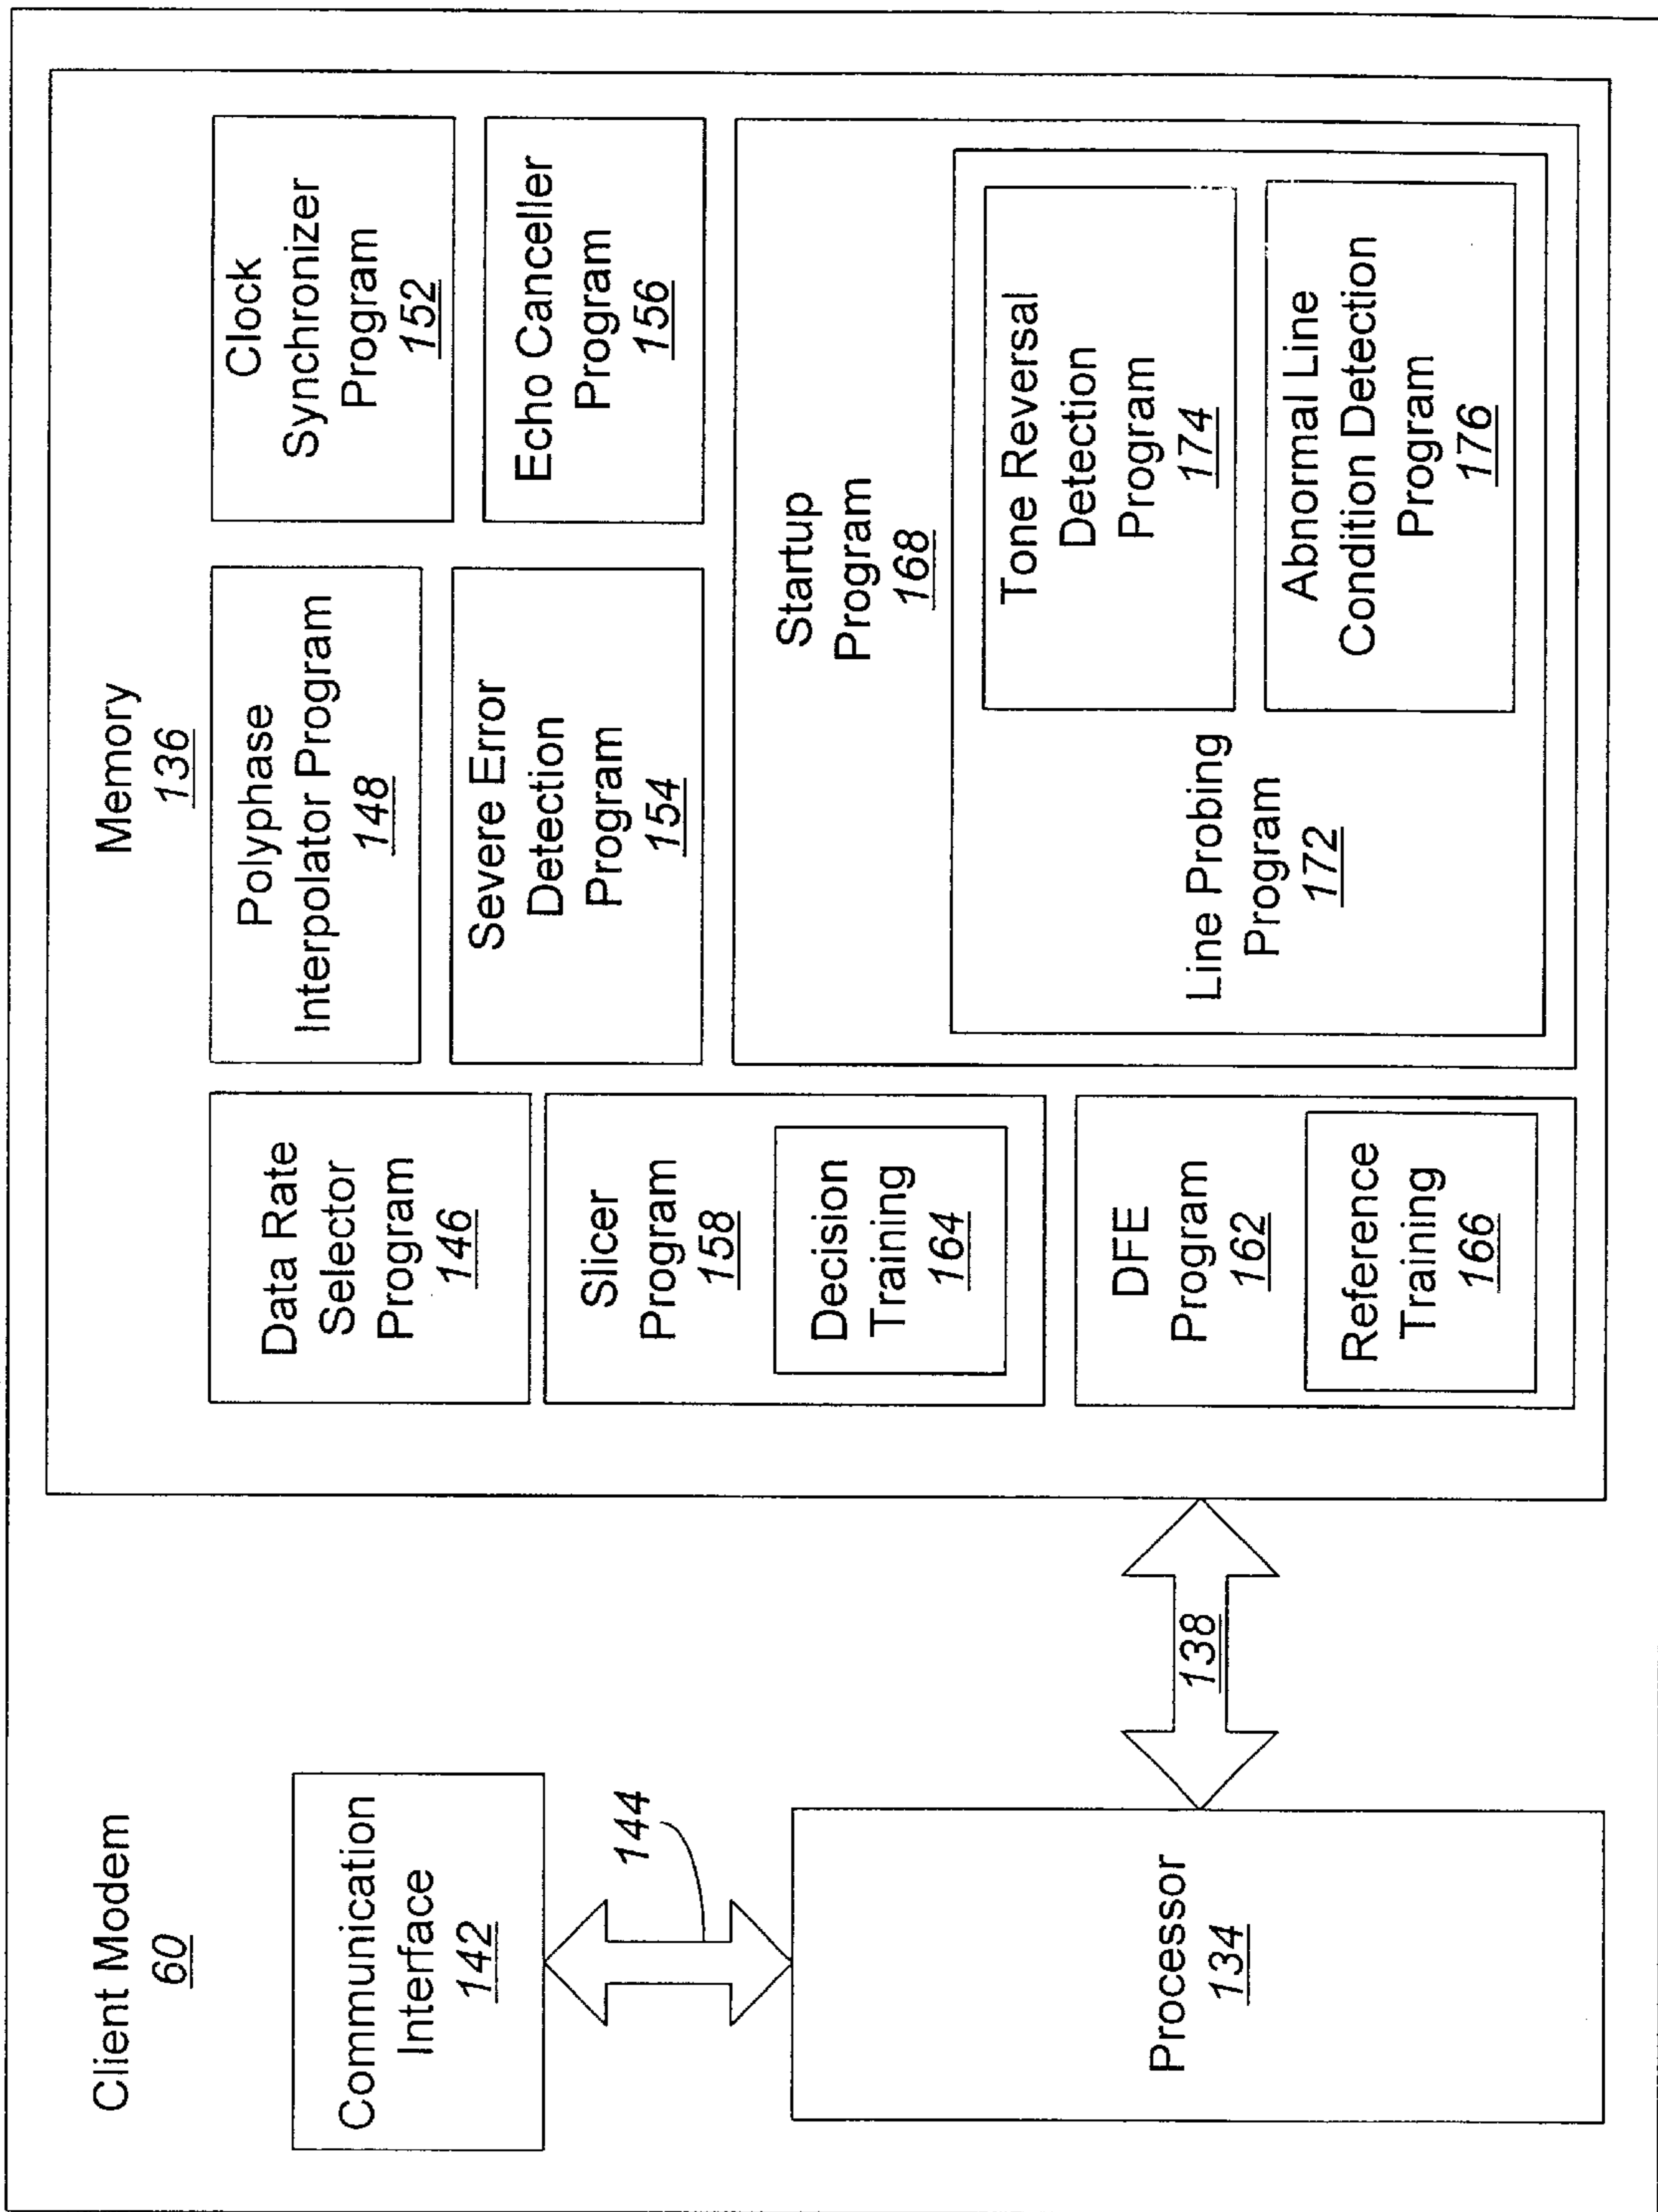 Client Modem
60
Communication
Interface
142
144
Processor
134
138
Memory
136
Data Rate
Selector
Program
146
Polyphase
Interpolator Program
148
Clock
Synchronizer
Program
152
Severe Error
Detection
Program
154
Echo Canceller
Program
156
Slicer
Program
158
Decision
Training
164
DFE
Program
162
Reference
Training
166
Startup
Program
168
Line Probing
Program
172
Tone Reversal
Detection
Program
174
Abnormal Line
Condition Detection
Program
176